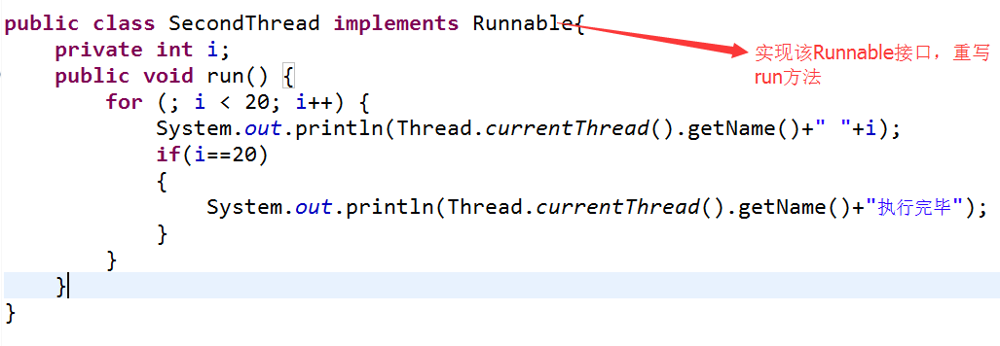 public class SecondThread implements Runnable{
private int i;
public void run() {
for (; i < 20; i++) {
System.out.println(Thread.currentThread().getName()+" "+i);
if(i==20)
{
System.out.println(Thread.currentThread().getName()+"执行完毕");
}
}
}
}
实现该Runnable接口，重写
run方法